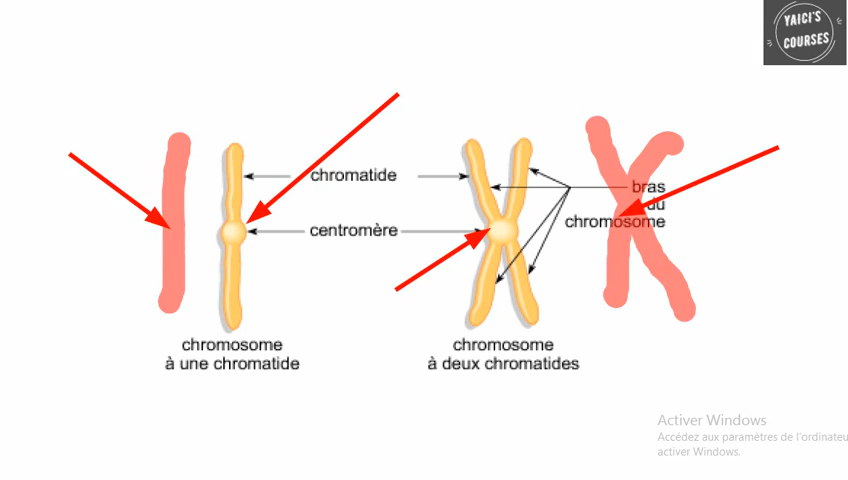 YAICI'S
COURSES
chromatide
bras
du
chromosome
centromère
chromosome
à une chromatide
chromosome
à deux chromatides
Activer Windows
Accédez aux paramètres de l'ordinateu
activer Windows.